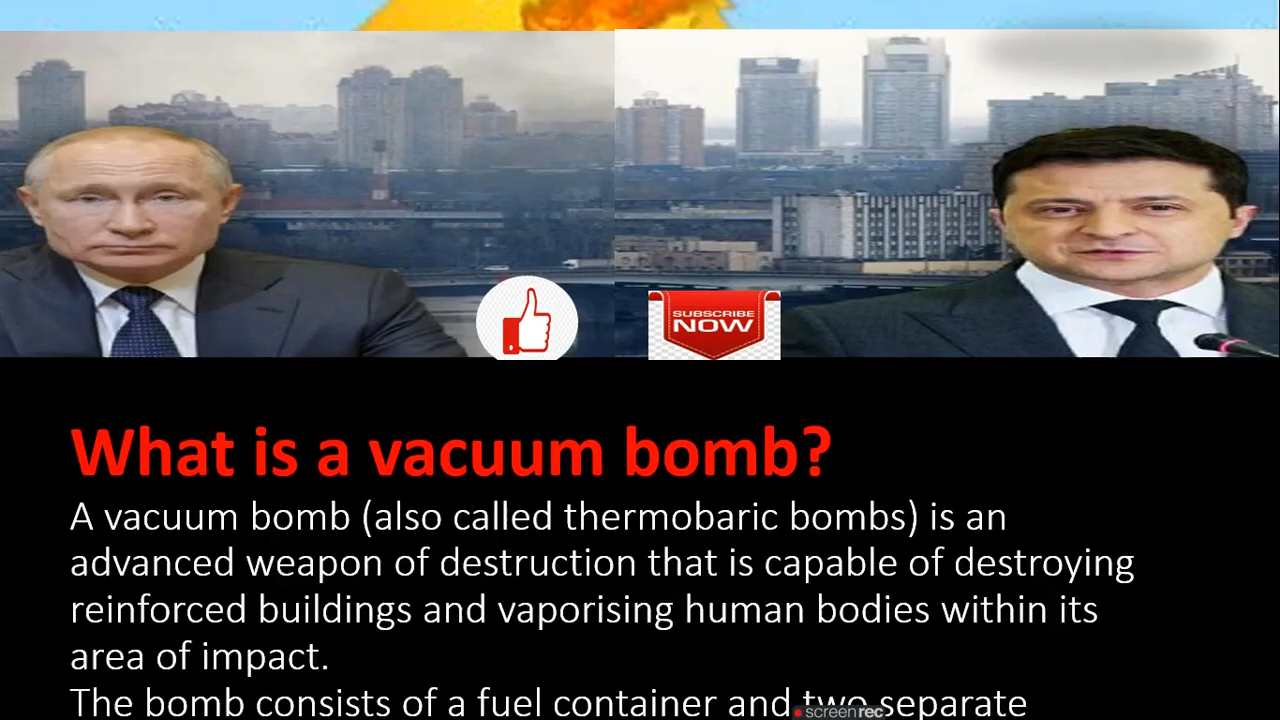 SUBSCRIBE
NOW
What is a vacuum bomb?
A vacuum bomb (also called thermobaric bombs) is an
advanced weapon of destruction that is capable of destroying
reinforced buildings and vaporising human bodies within its
area of impact.
The bomb consists of a fuel container and two separate
screenrec